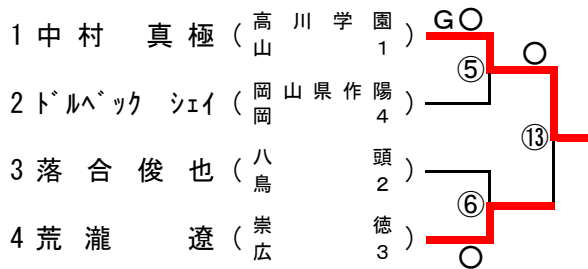 1 中村 真極 (高川学園 山1) G○
○
⑤
2 ﾄﾞﾙﾍﾞｯｸ ｼｪｲ (岡山県作陽 岡4)
⑬
3 落合俊也 (八頭 鳥2)
⑥
4 荒瀧 遼 (崇徳 広3) ○